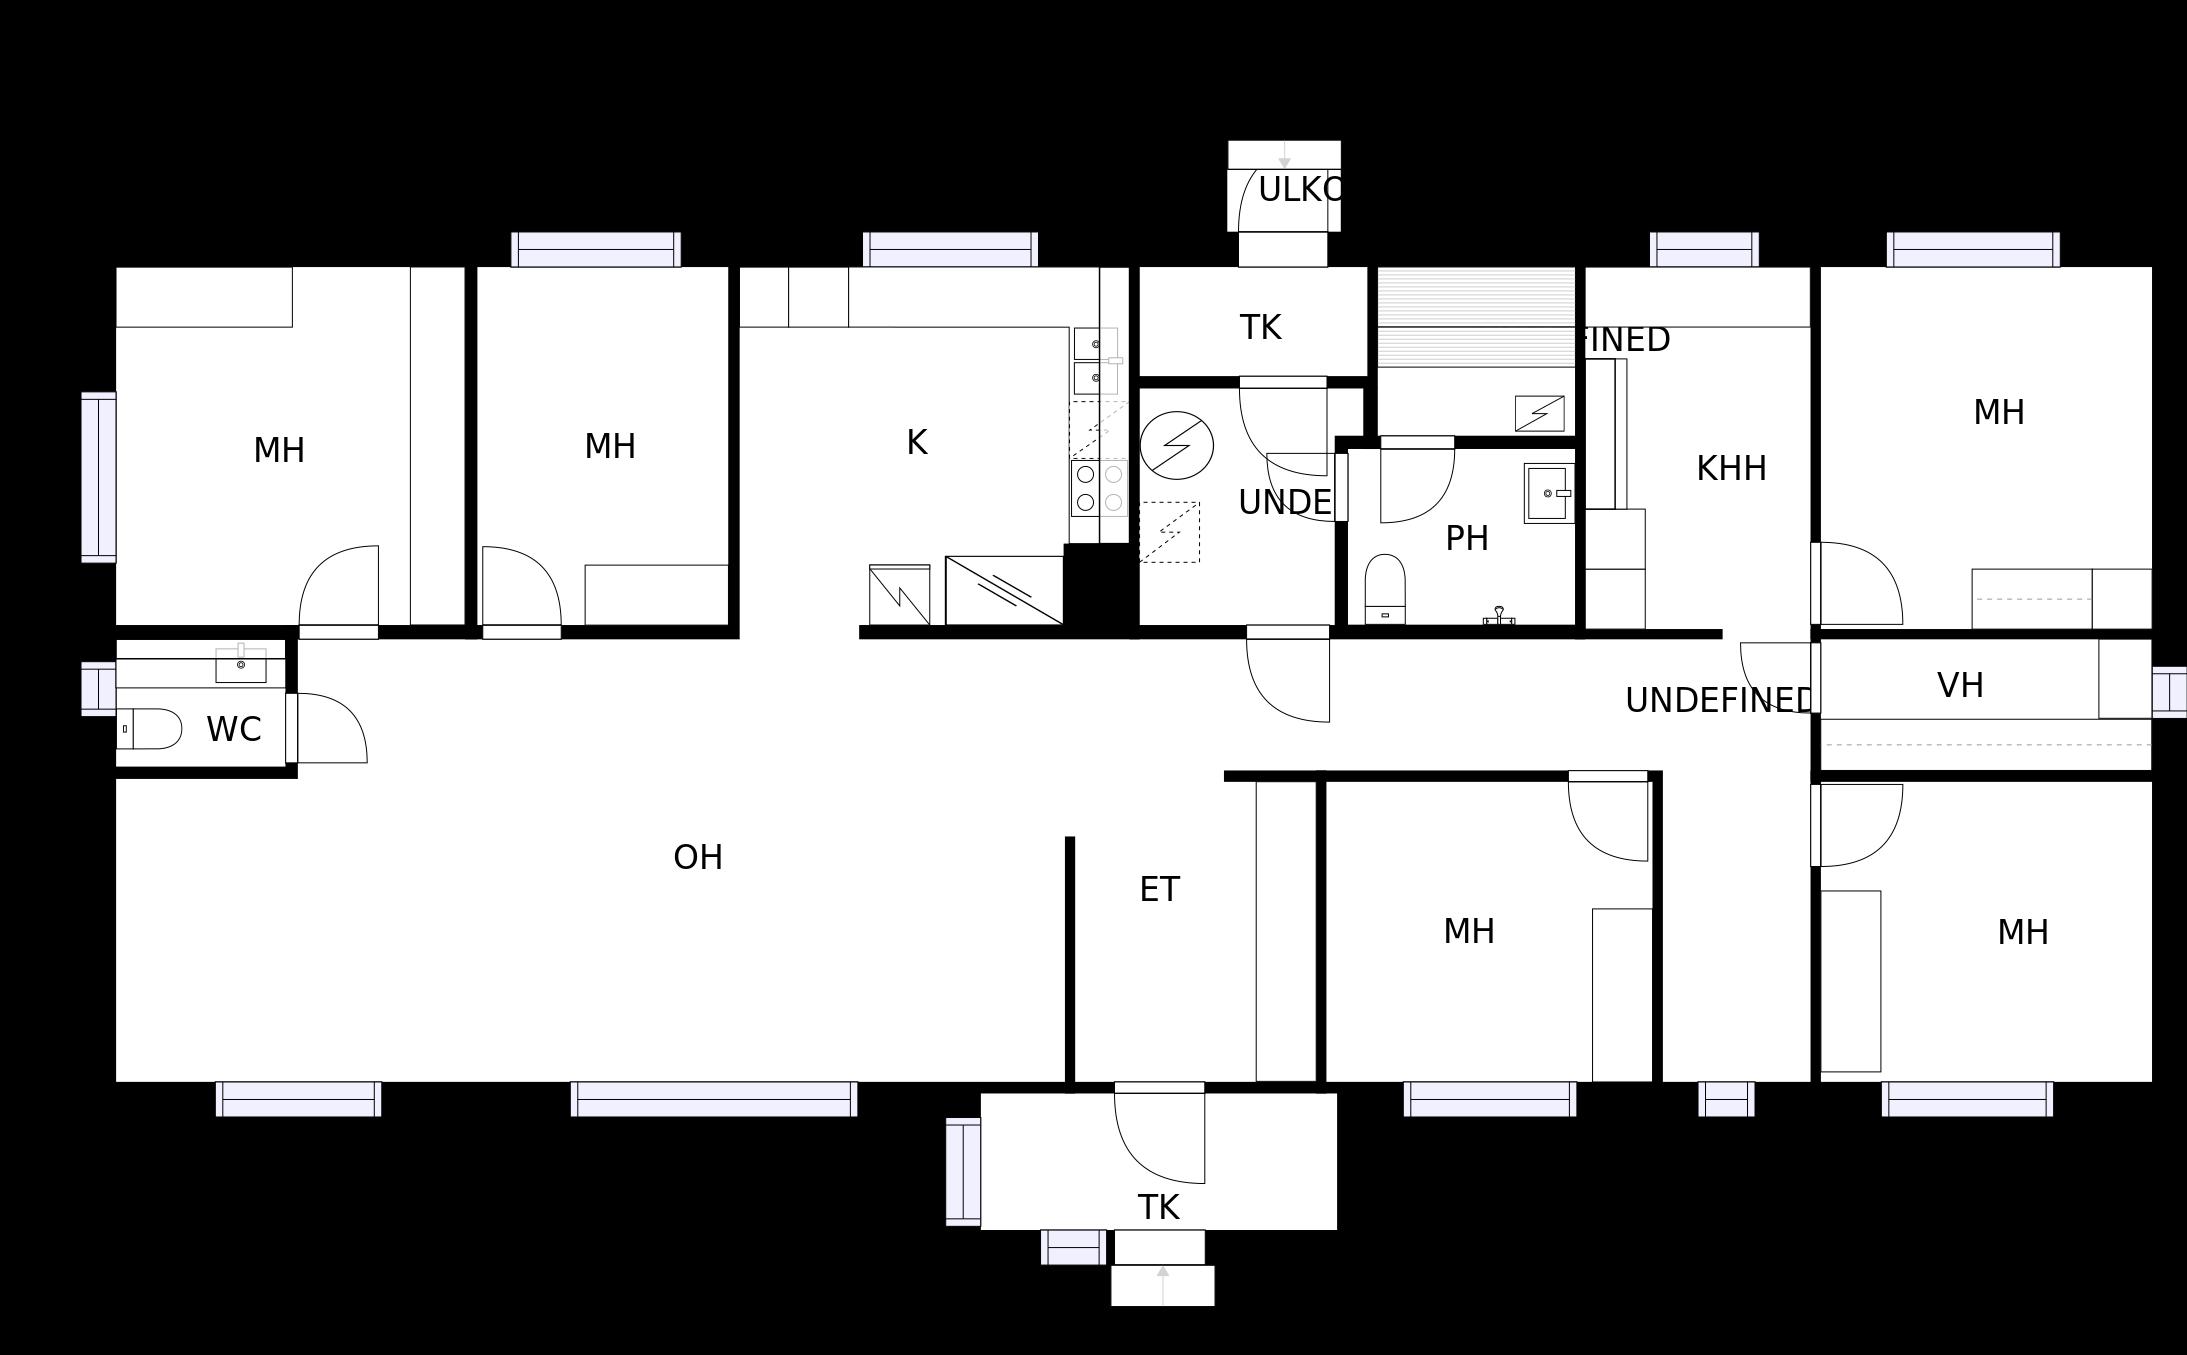 ULKO
TK
FINED
MH
MH
MH
K
KHH
UNDE
PH
VH
UNDEFINED
WC
OH
ET
MH
MH
TK